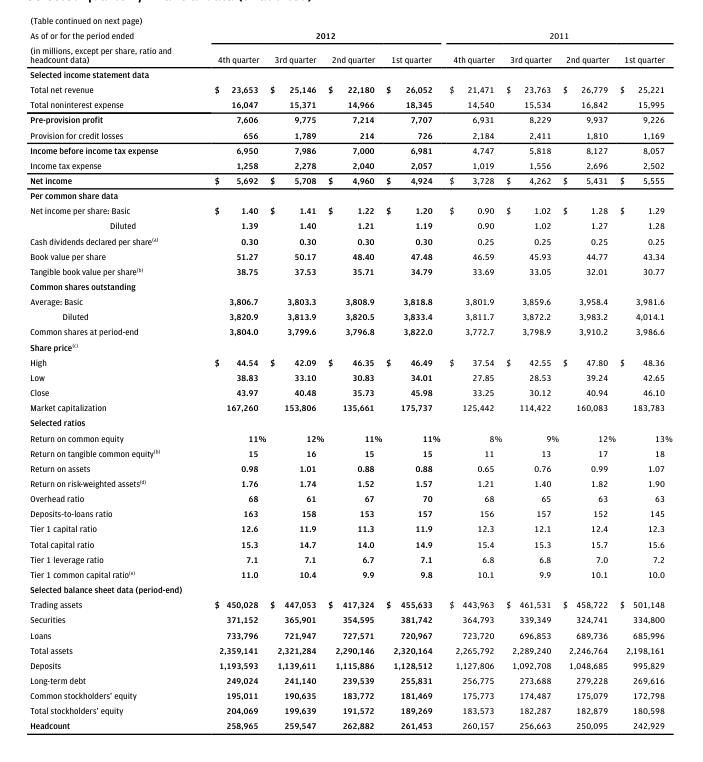 (Table continued on next page)
As of or for the period ended 2012 2011
(in millions, except per share, ratio and
headcount data) 4th quarter 3rd quarter 2nd quarter 1st quarter 4th quarter 3rd quarter 2nd quarter 1st quarter
Selected income statement data
Total net revenue $ 23,653 $ 25,146 $ 22,180 $ 26,052 $ 21,471 $ 23,763 $ 26,779 $ 25,221
Total noninterest expense 16,047 15,371 14,966 18,345 14,540 15,534 16,842 15,995
Pre-provision profit 7,606 9,775 7,214 7,707 6,931 8,229 9,937 9,226
Provision for credit losses 656 1,789 214 726 2,184 2,411 1,810 1,169
Income before income tax expense 6,950 7,986 7,000 6,981 4,747 5,818 8,127 8,057
Income tax expense 1,258 2,278 2,040 2,057 1,019 1,556 2,696 2,502
Net income $ 5,692 $ 5,708 $ 4,960 $ 4,924 $ 3,728 $ 4,262 $ 5,431 $ 5,555
Per common share data
Net income per share: Basic $ 1.40 $ 1.41 $ 1.22 $ 1.20 $ 0.90 $ 1.02 $ 1.28 $ 1.29
Diluted 1.39 1.40 1.21 1.19 0.90 1.02 1.27 1.28
Cash dividends declared per share(a) 0.30 0.30 0.30 0.30 0.25 0.25 0.25 0.25
Book value per share 51.27 50.17 48.40 47.48 46.59 45.93 44.77 43.34
Tangible book value per share(b) 38.75 37.53 35.71 34.79 33.69 33.05 32.01 30.77
Common shares outstanding
Average: Basic 3,806.7 3,803.3 3,808.9 3,818.8 3,801.9 3,859.6 3,958.4 3,981.6
Diluted 3,820.9 3,813.9 3,820.5 3,833.4 3,811.7 3,872.2 3,983.2 4,014.1
Common shares at period-end 3,804.0 3,799.6 3,796.8 3,822.0 3,772.7 3,798.9 3,910.2 3,986.6
Share price(c)
High $ 44.54 $ 42.09 $ 46.35 $ 46.49 $ 37.54 $ 42.55 $ 47.80 $ 48.36
Low 38.83 33.10 30.83 34.01 27.85 28.53 39.24 42.65
Close 43.97 40.48 35.73 45.98 33.25 30.12 40.94 46.10
Market capitalization 167,260 153,806 135,661 175,737 125,442 114,422 160,083 183,783
Selected ratios
Return on common equity 11% 12% 11% 11% 8% 9% 12% 13%
Return on tangible common equity(b) 15 16 15 15 11 13 17 18
Return on assets 0.98 1.01 0.88 0.88 0.65 0.76 0.99 1.07
Return on risk-weighted assets(d) 1.76 1.74 1.52 1.57 1.21 1.40 1.82 1.90
Overhead ratio 68 61 67 70 68 65 63 63
Deposits-to-loans ratio 163 158 153 157 156 157 152 145
Tier 1 capital ratio 12.6 11.9 11.3 11.9 12.3 12.1 12.4 12.3
Total capital ratio 15.3 14.7 14.0 14.9 15.4 15.3 15.7 15.6
Tier 1 leverage ratio 7.1 7.1 6.7 7.1 6.8 6.8 7.0 7.2
Tier 1 common capital ratio(e) 11.0 10.4 9.9 9.8 10.1 9.9 10.1 10.0
Selected balance sheet data (period-end)
Trading assets $ 450,028 $ 447,053 $ 417,324 $ 455,633 $ 443,963 $ 461,531 $ 458,722 $ 501,148
Securities 371,152 365,901 354,595 381,742 364,793 339,349 324,741 334,800
Loans 733,796 721,947 727,571 720,967 723,720 696,853 689,736 685,996
Total assets 2,359,141 2,321,284 2,290,146 2,320,164 2,265,792 2,289,240 2,246,764 2,198,161
Deposits 1,193,593 1,139,611 1,115,886 1,128,512 1,127,806 1,092,708 1,048,685 995,829
Long-term debt 249,024 241,140 239,539 255,831 256,775 273,688 279,228 269,616
Common stockholders' equity 195,011 190,635 183,772 181,469 175,773 174,487 175,079 172,798
Total stockholders' equity 204,069 199,639 191,572 189,269 183,573 182,287 182,879 180,598
Headcount 258,965 259,547 262,882 261,453 260,157 256,663 250,095 242,929